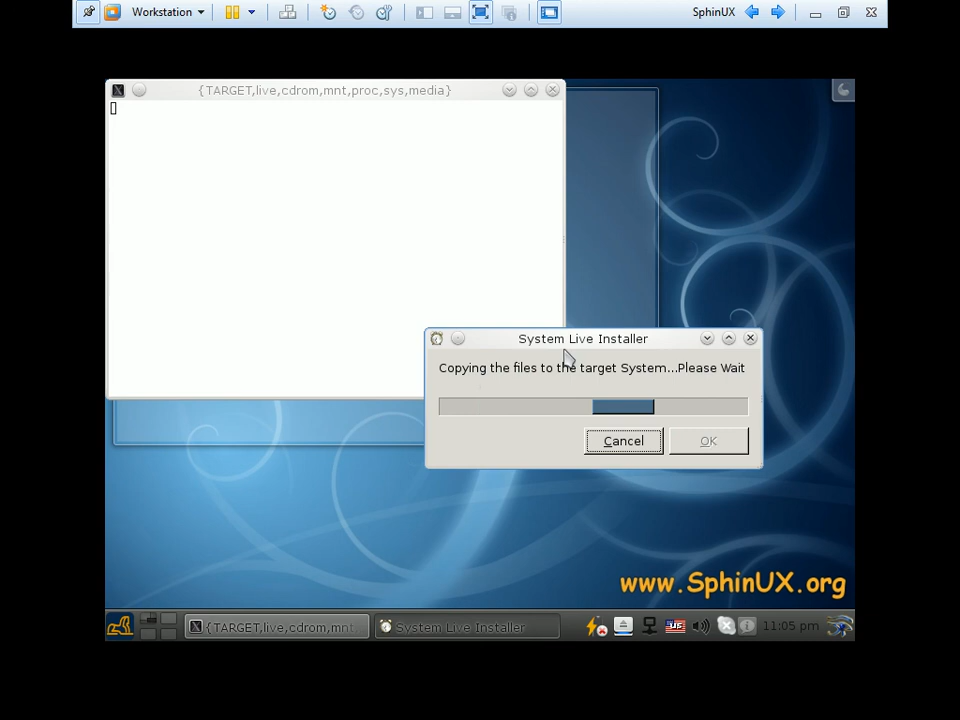 Workstation
SphinUX
{TARGET,live,cdrom,mnt,proc,sys,media}
System Live Installer
Copying the files to the target System...Please Wait
Cancel
OK
www.SphinUX.org
{TARGET,live,cdrom,mnt
System Live Installer
US
11:05 pm